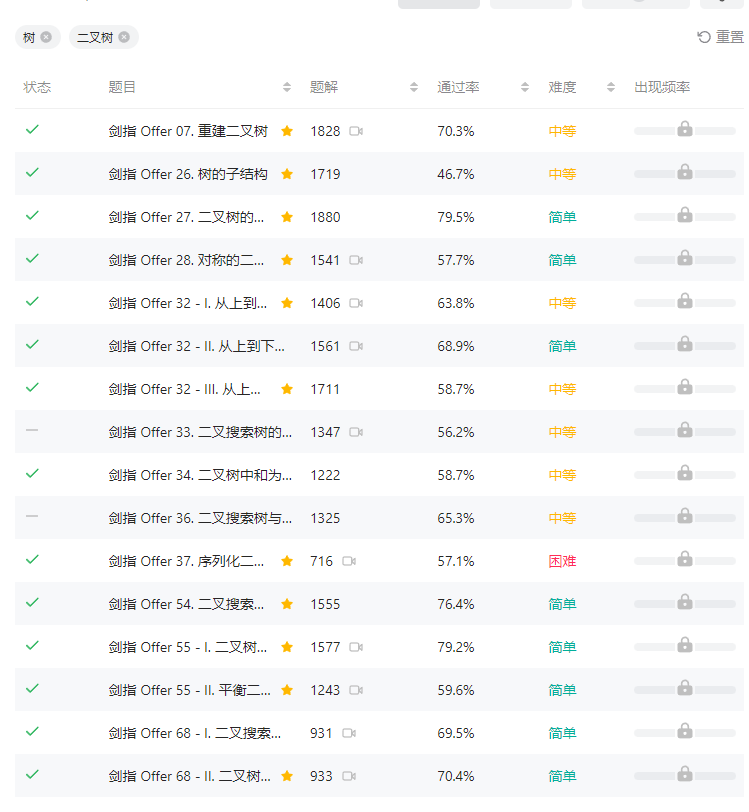 树 二叉树 重置
状态 题目 题解 通过率 难度 出现频率
剑指 Offer 07. 重建二叉树 1828 70.3% 中等
剑指 Offer 26. 树的子结构 1719 46.7% 中等
剑指 Offer 27. 二叉树的... 1880 79.5% 简单
剑指 Offer 28. 对称的二... 1541 57.7% 简单
剑指 Offer 32 - I. 从上到... 1406 63.8% 中等
剑指 Offer 32 - II. 从上到下... 1561 68.9% 简单
剑指 Offer 32 - III. 从上... 1711 58.7% 中等
剑指 Offer 33. 二叉搜索树的... 1347 56.2% 中等
剑指 Offer 34. 二叉树中和为... 1222 58.7% 中等
剑指 Offer 36. 二叉搜索树与... 1325 65.3% 中等
剑指 Offer 37. 序列化二... 716 57.1% 困难
剑指 Offer 54. 二叉搜索... 1555 76.4% 简单
剑指 Offer 55 - I. 二叉树... 1577 79.2% 简单
剑指 Offer 55 - II. 平衡二... 1243 59.6% 简单
剑指 Offer 68 - I. 二叉搜索... 931 69.5% 简单
剑指 Offer 68 - II. 二叉树... 933 70.4% 简单